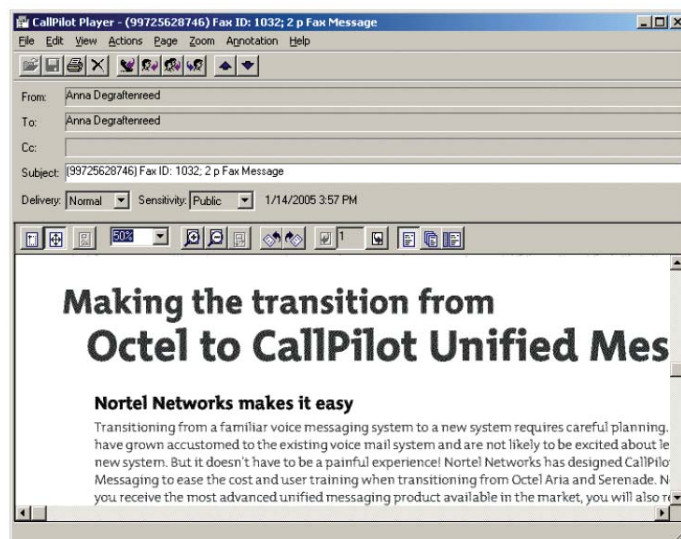 CallPilot Player - (99725628746) Fax ID: 1032; 2 p Fax Message
File Edit View Actions Page Zoom Annotation Help
From: Anna Degraftenreed
To: Anna Degraftenreed
Cc:
Subject: (99725628746) Fax ID: 1032; 2 p Fax Message
Delivery: Normal Sensitivity: Public 1/14/2005 3:57 PM
50% 1
Making the transition from
Octel to CallPilot Unified Mes
Nortel Networks makes it easy
Transitioning from a familiar voice messaging system to a new system requires careful planning.
have grown accustomed to the existing voice mail system and are not likely to be excited about le
new system. But it doesn't have to be a painful experience! Nortel Networks has designed CallPilo
Messaging to ease the cost and user training when transitioning from Octel Aria and Serenade. N
you receive the most advanced unified messaging product available in the market, you will also re